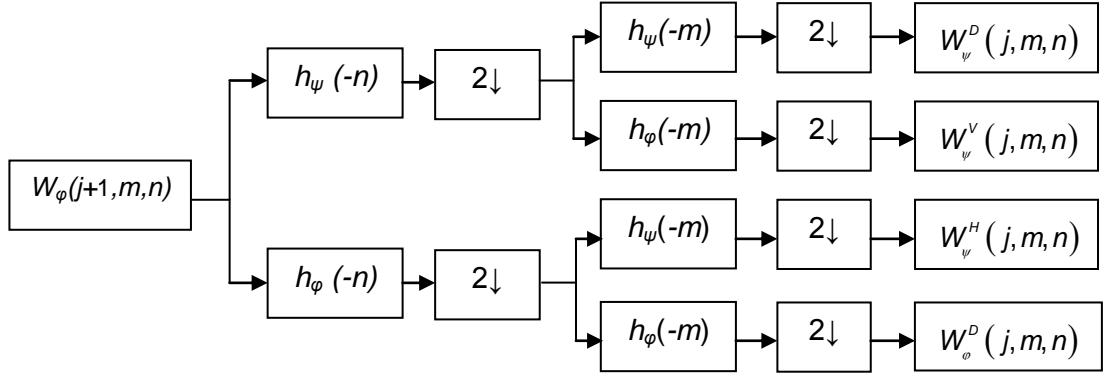 h_ψ(-m) 2↓ W_ψ^D(j,m,n)
h_ψ(-n) 2↓
h_φ(-m) 2↓ W_ψ^V(j,m,n)
W_φ(j+1,m,n)
h_ψ(-m) 2↓ W_ψ^H(j,m,n)
h_φ(-n) 2↓
h_φ(-m) 2↓ W_φ^D(j,m,n)